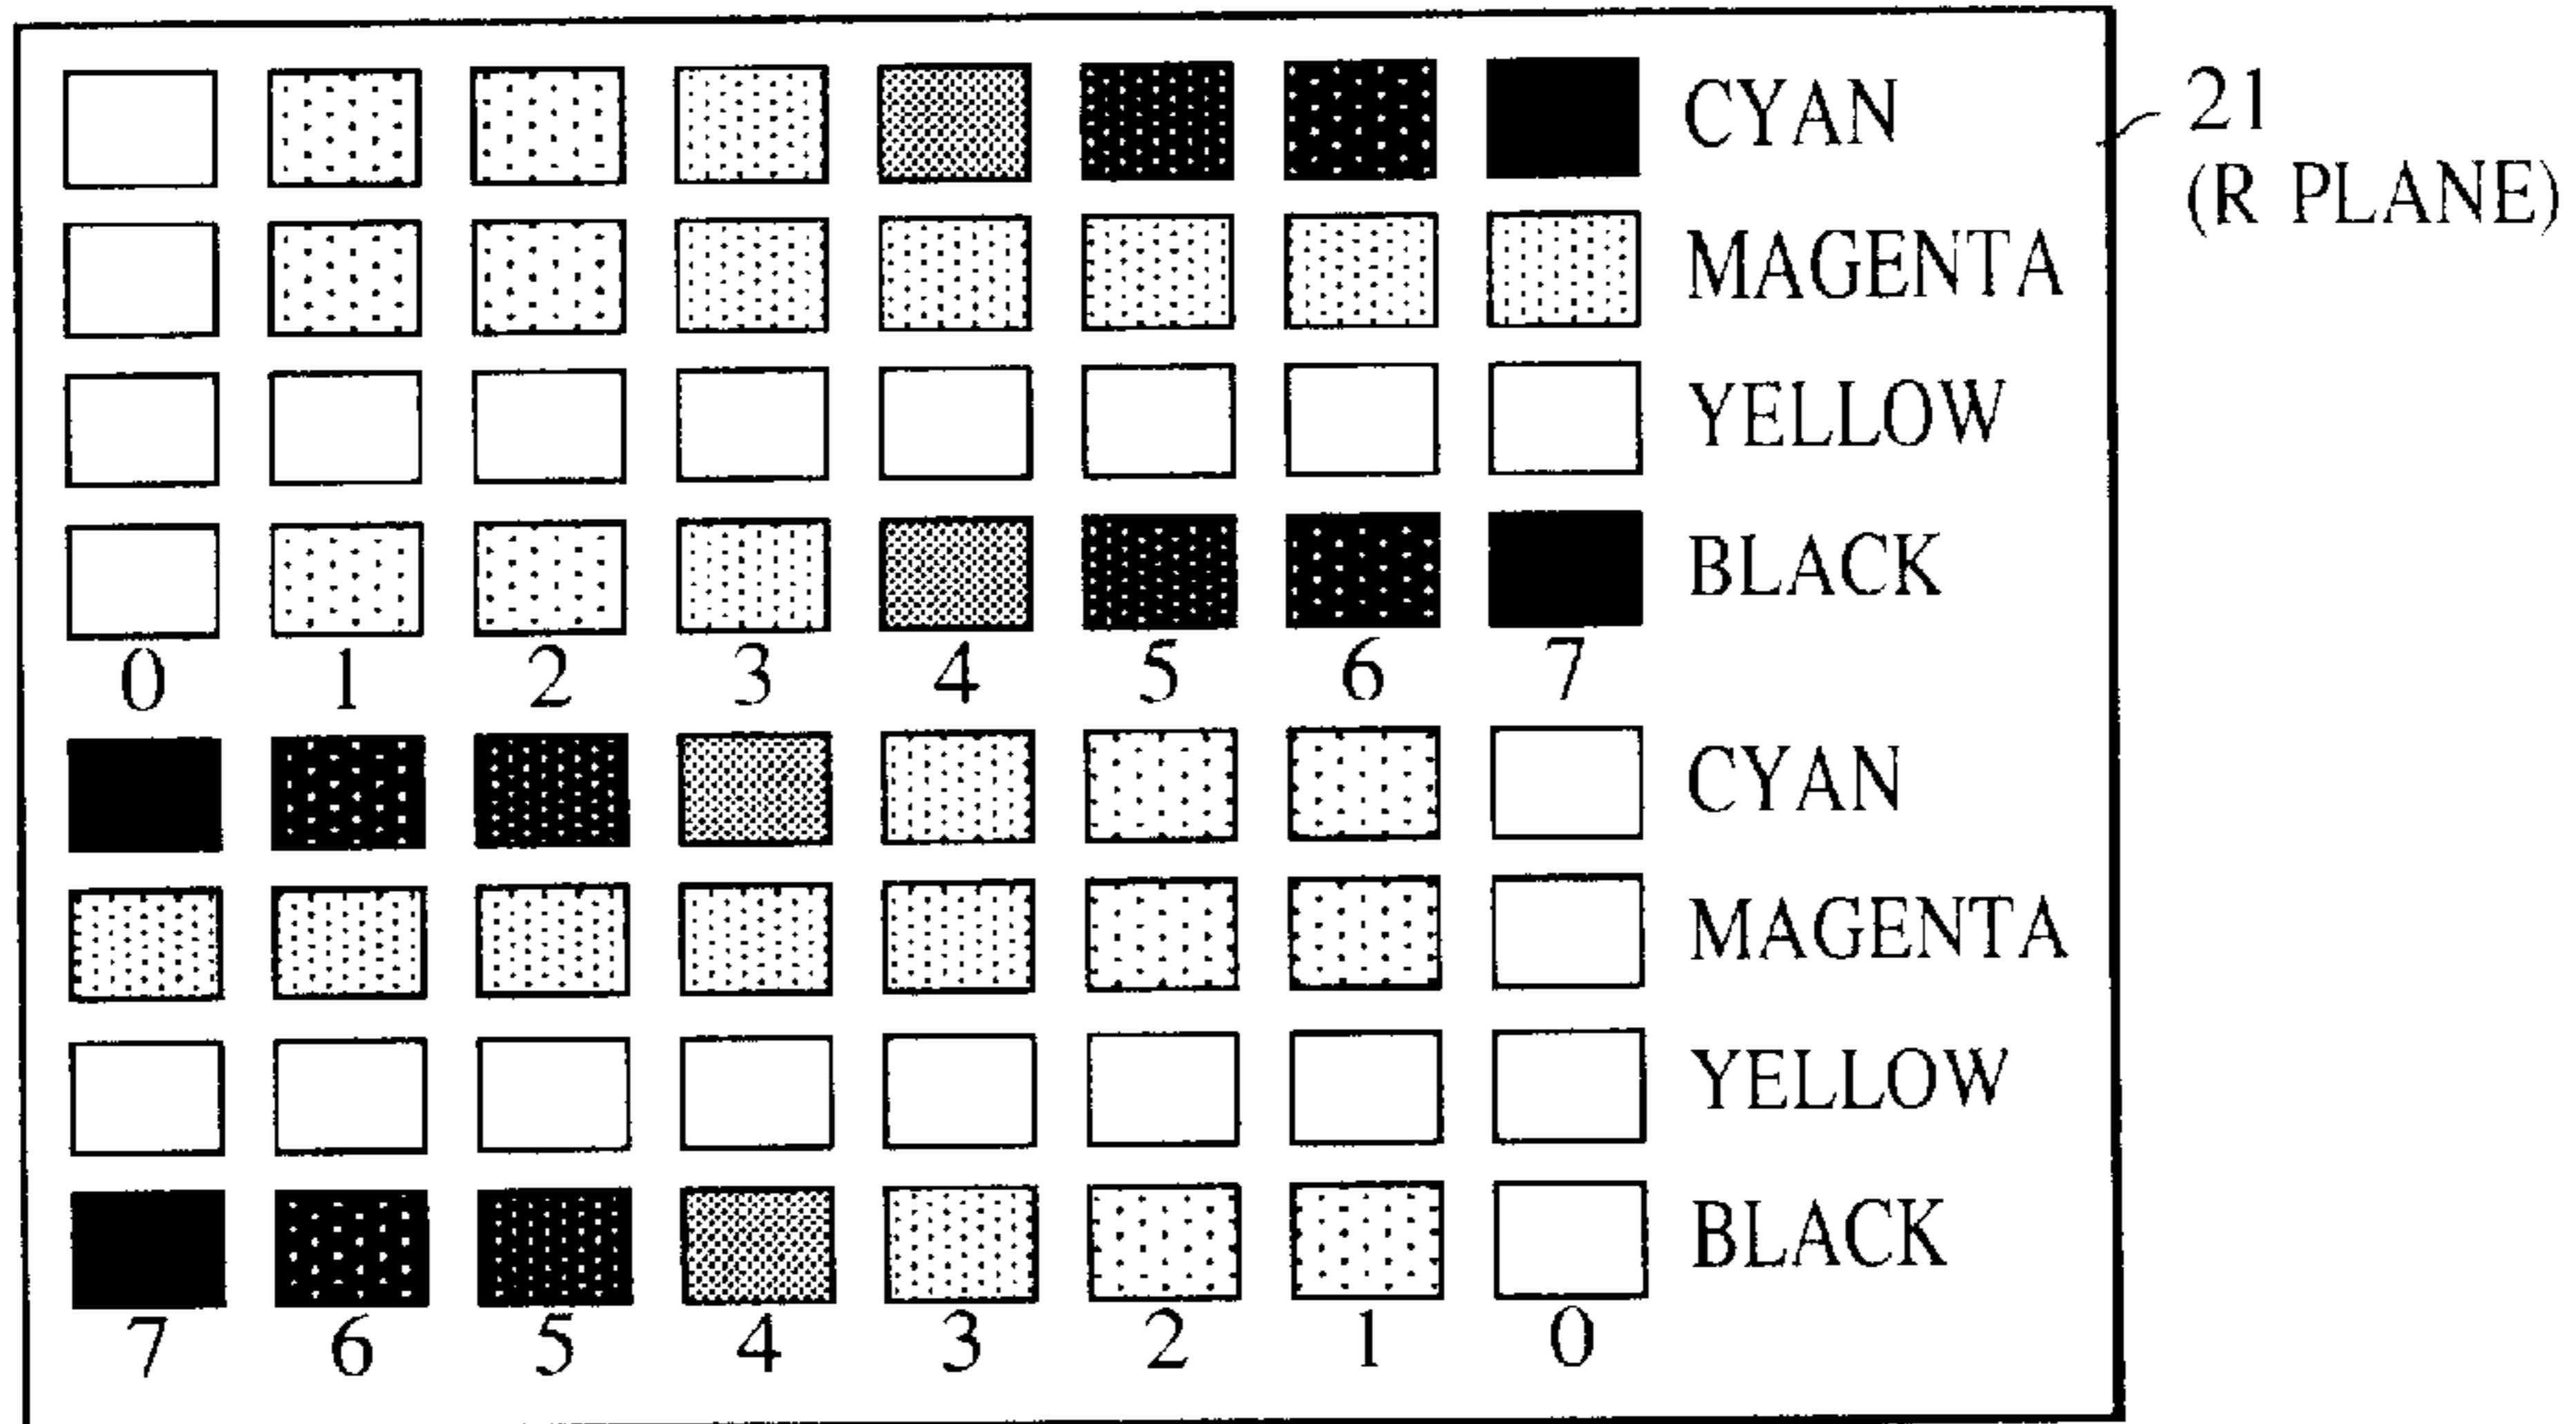 CYAN
21
(R PLANE)
MAGENTA
YELLOW
BLACK
0 1 2 3 4 5 6 7
CYAN
MAGENTA
YELLOW
BLACK
7 6 5 4 3 2 1 0